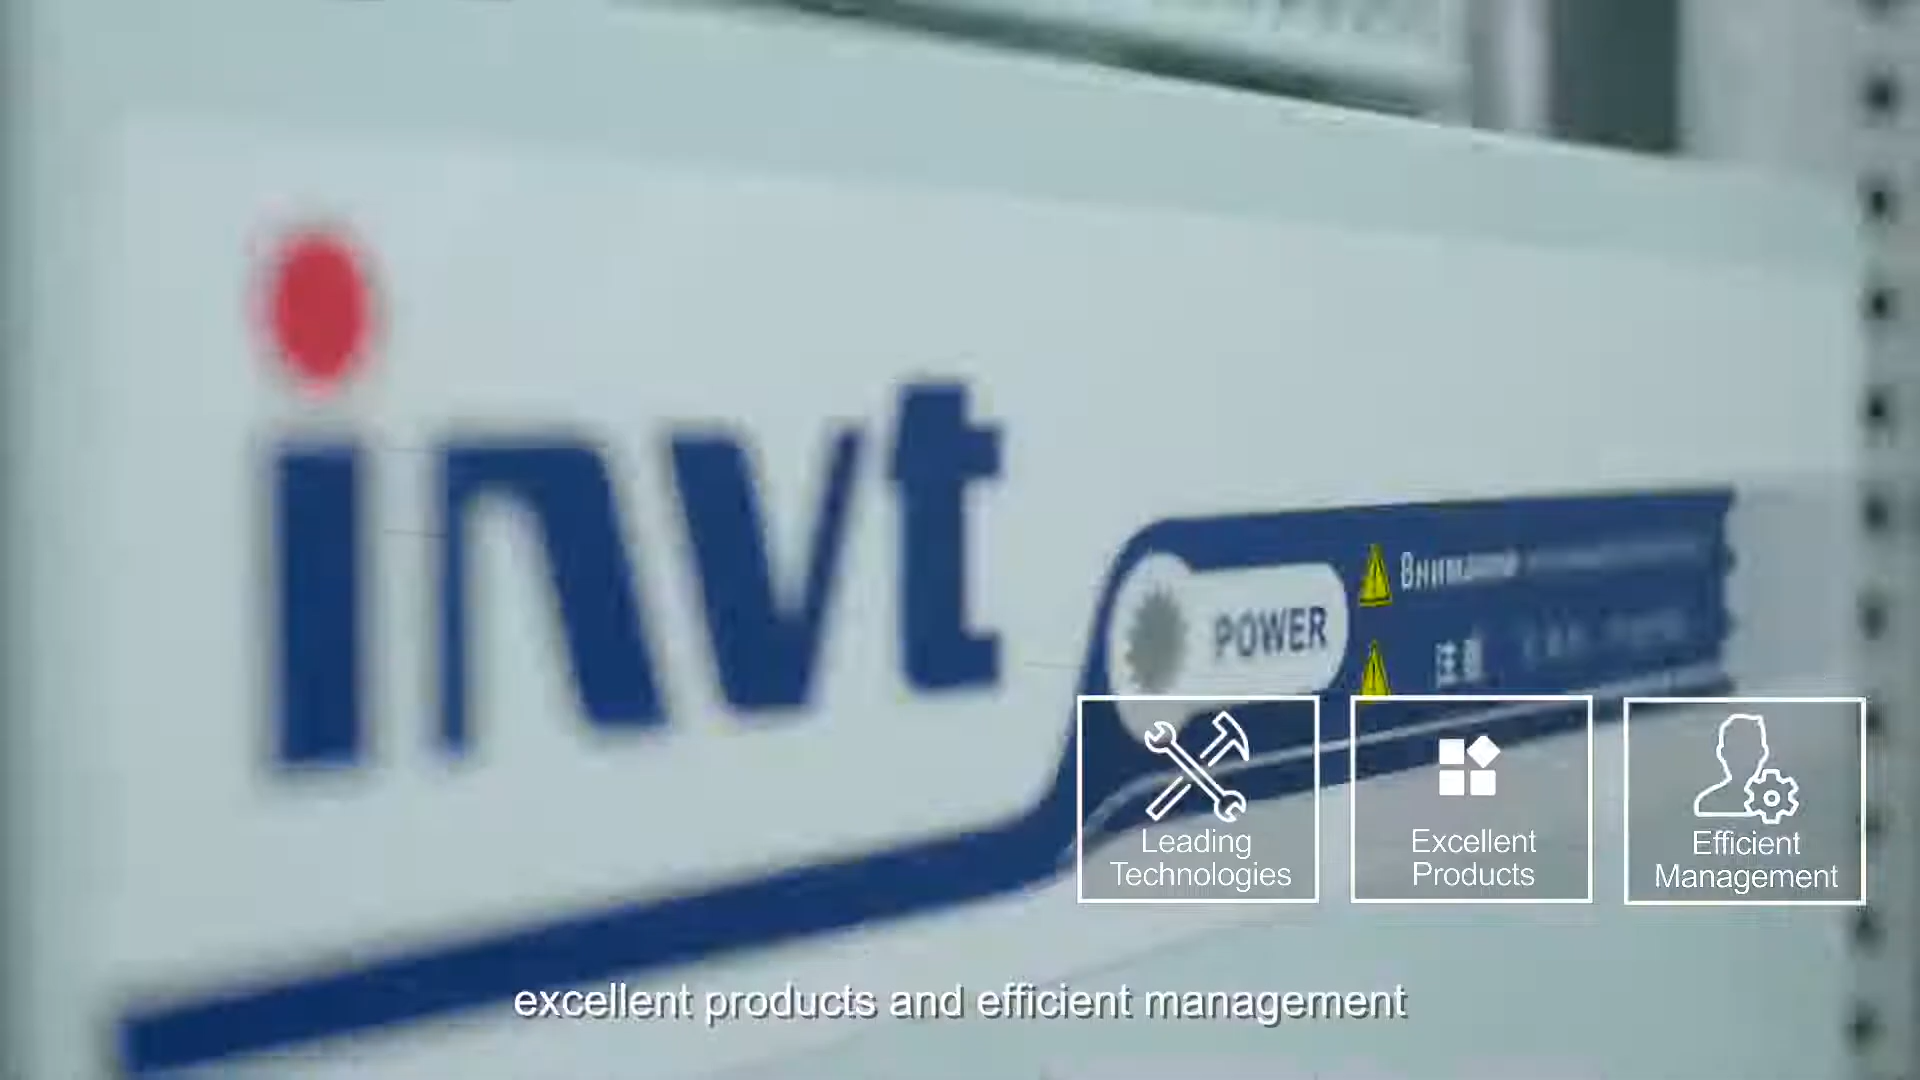 invt
POWER
Внимание
注意
Leading
Technologies
Excellent
Products
Efficient
Management
excellent products and efficient management